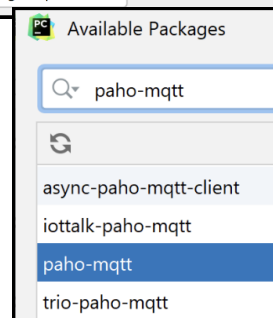 PC
Available Packages
paho-mqtt
async-paho-mqtt-client
iottalk-paho-mqtt
paho-mqtt
trio-paho-mqtt